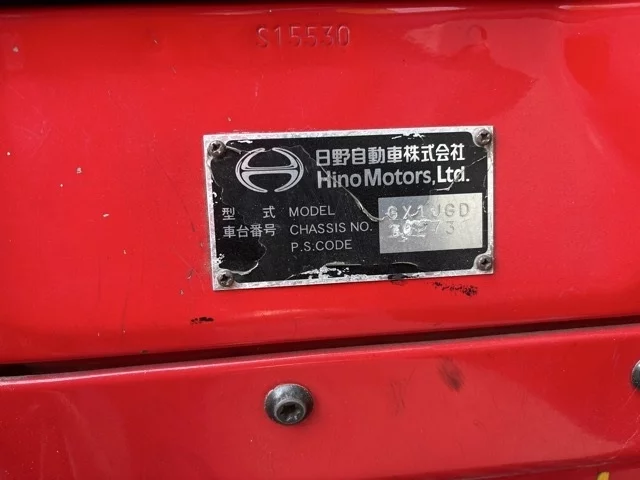 S15530
日野自動車株式会社
Hino Motors, Ltd.
型 式 MODEL GX1JGD
車台番号 CHASSIS NO.
P.S.CODE